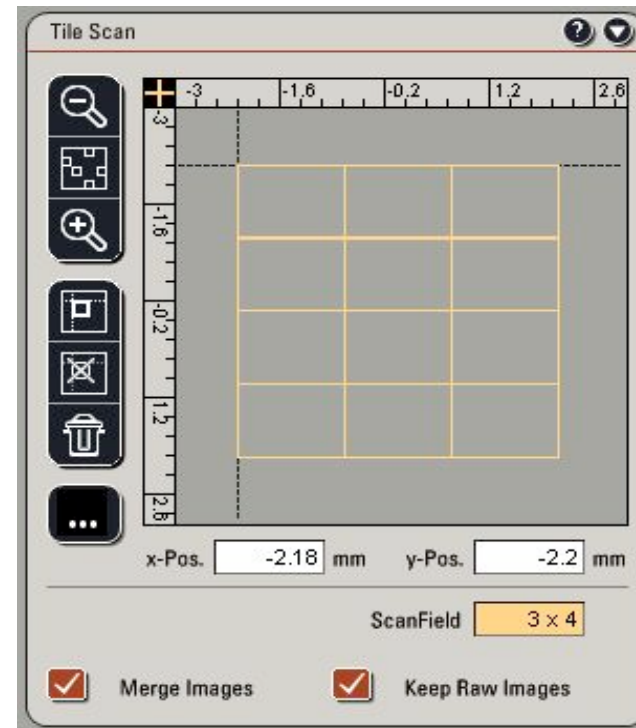 Tile Scan
-3 -1,6 -0,2 1,2 2,6
-3
-1,6
-0,2
1,2
2,6
x-Pos. -2.18 mm y-Pos. -2.2 mm
ScanField 3 x 4
Merge Images Keep Raw Images